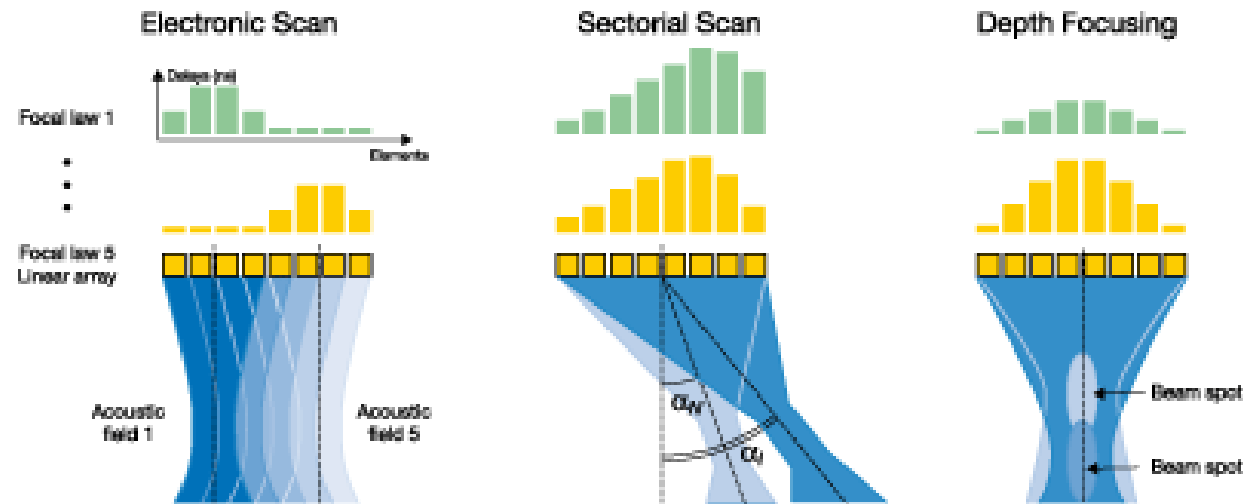 Electronic Scan
Sectorial Scan
Depth Focusing
Delays (ns)
Focal law 1
Elements
Focal law 5
Linear array
Acoustic
field 1
Acoustic
field 5
Beam spot
Beam spot